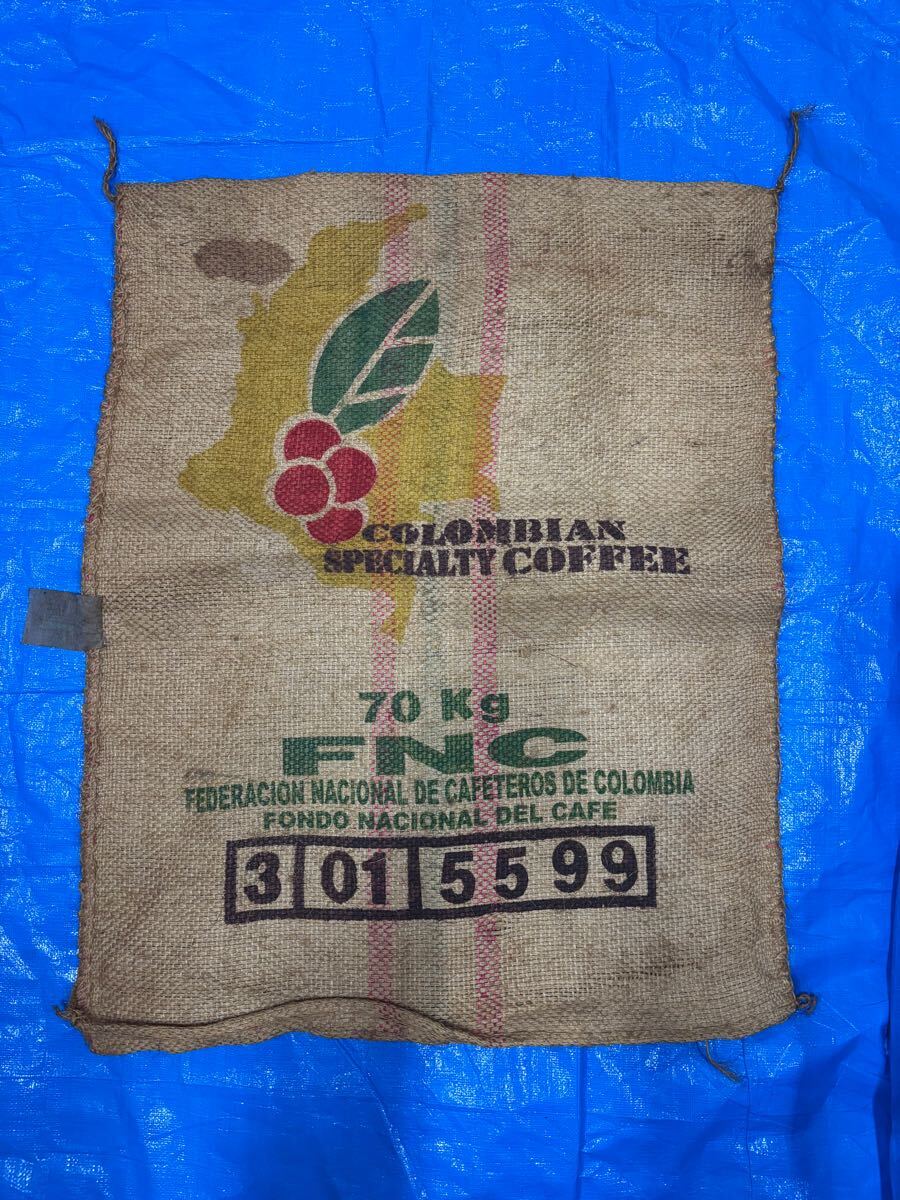 COLOMBIAN
SPECIALTY COFFEE
70 Kg
FNC
FEDERACION NACIONAL DE CAFETEROS DE COLOMBIA
FONDO NACIONAL DEL CAFE
3 01 5599